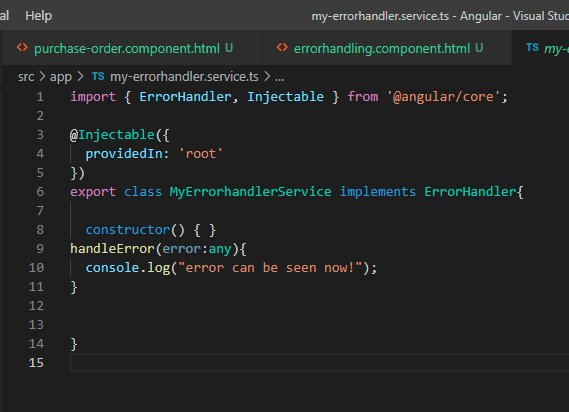 al Help my-errorhandler.service.ts - Angular - Visual Stud
purchase-order.component.html U errorhandling.component.html U TS my-e
src > app > TS my-errorhandler.service.ts > ...
1 import { ErrorHandler, Injectable } from '@angular/core';
2
3 @Injectable({
4 providedIn: 'root'
5 })
6 export class MyErrorhandlerService implements ErrorHandler{
7
8 constructor() { }
9 handleError(error:any){
10 console.log("error can be seen now!");
11 }
12
13
14 }
15